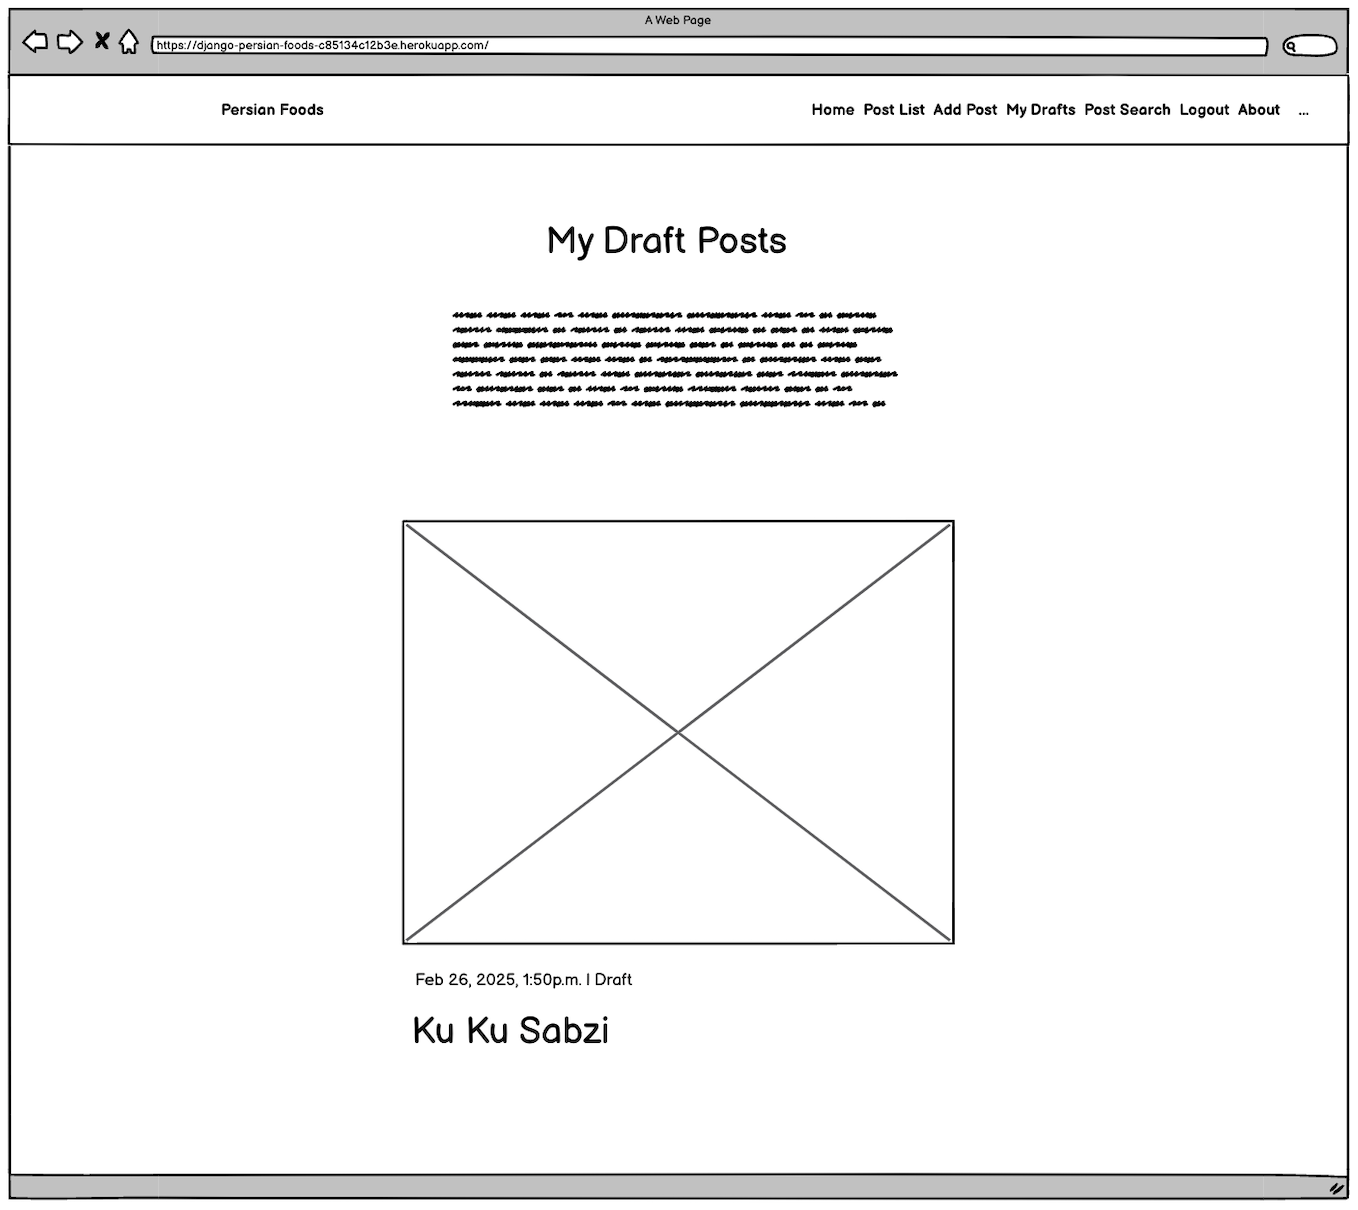 A Web Page
https://django-persian-foods-c85134c12b3e.herokuapp.com/
Persian Foods
Home Post List Add Post My Drafts Post Search Logout About ...
My Draft Posts
Feb 26, 2025, 1:50p.m. | Draft
Ku Ku Sabzi